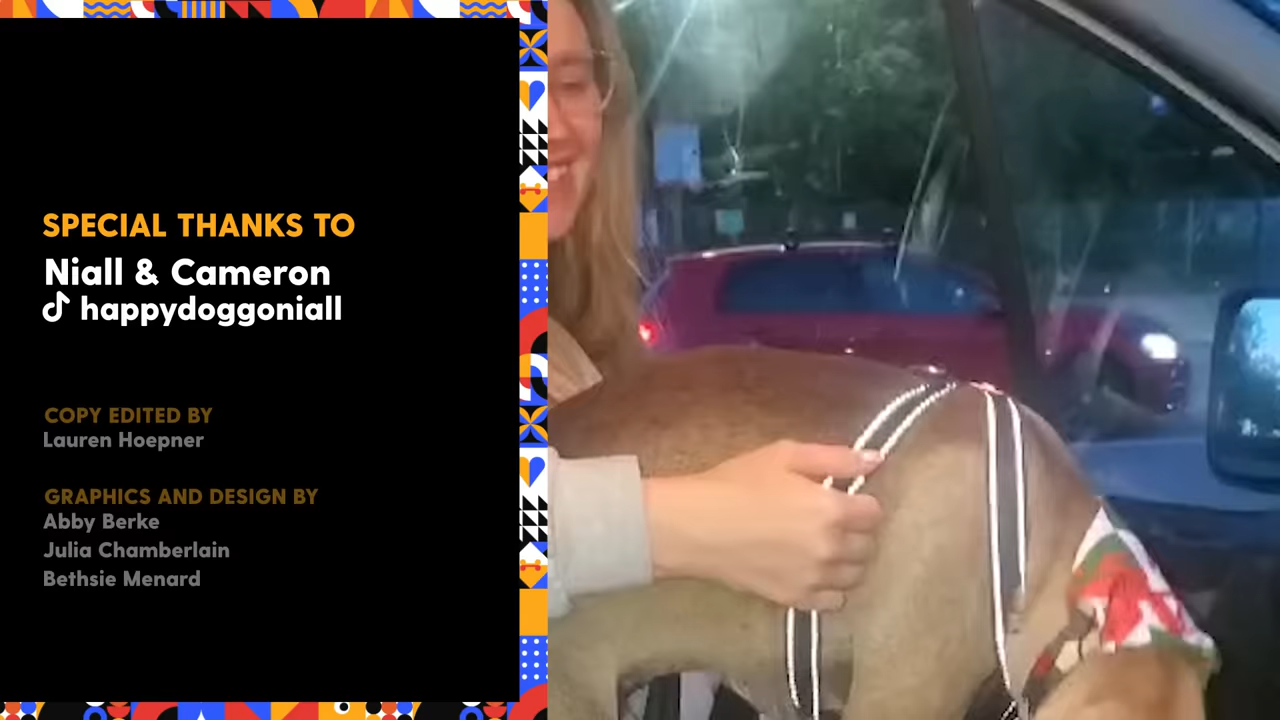 SPECIAL THANKS TO
Niall & Cameron
happydoggoniall
COPY EDITED BY
Lauren Hoepner
GRAPHICS AND DESIGN BY
Abby Berke
Julia Chamberlain
Bethsie Menard